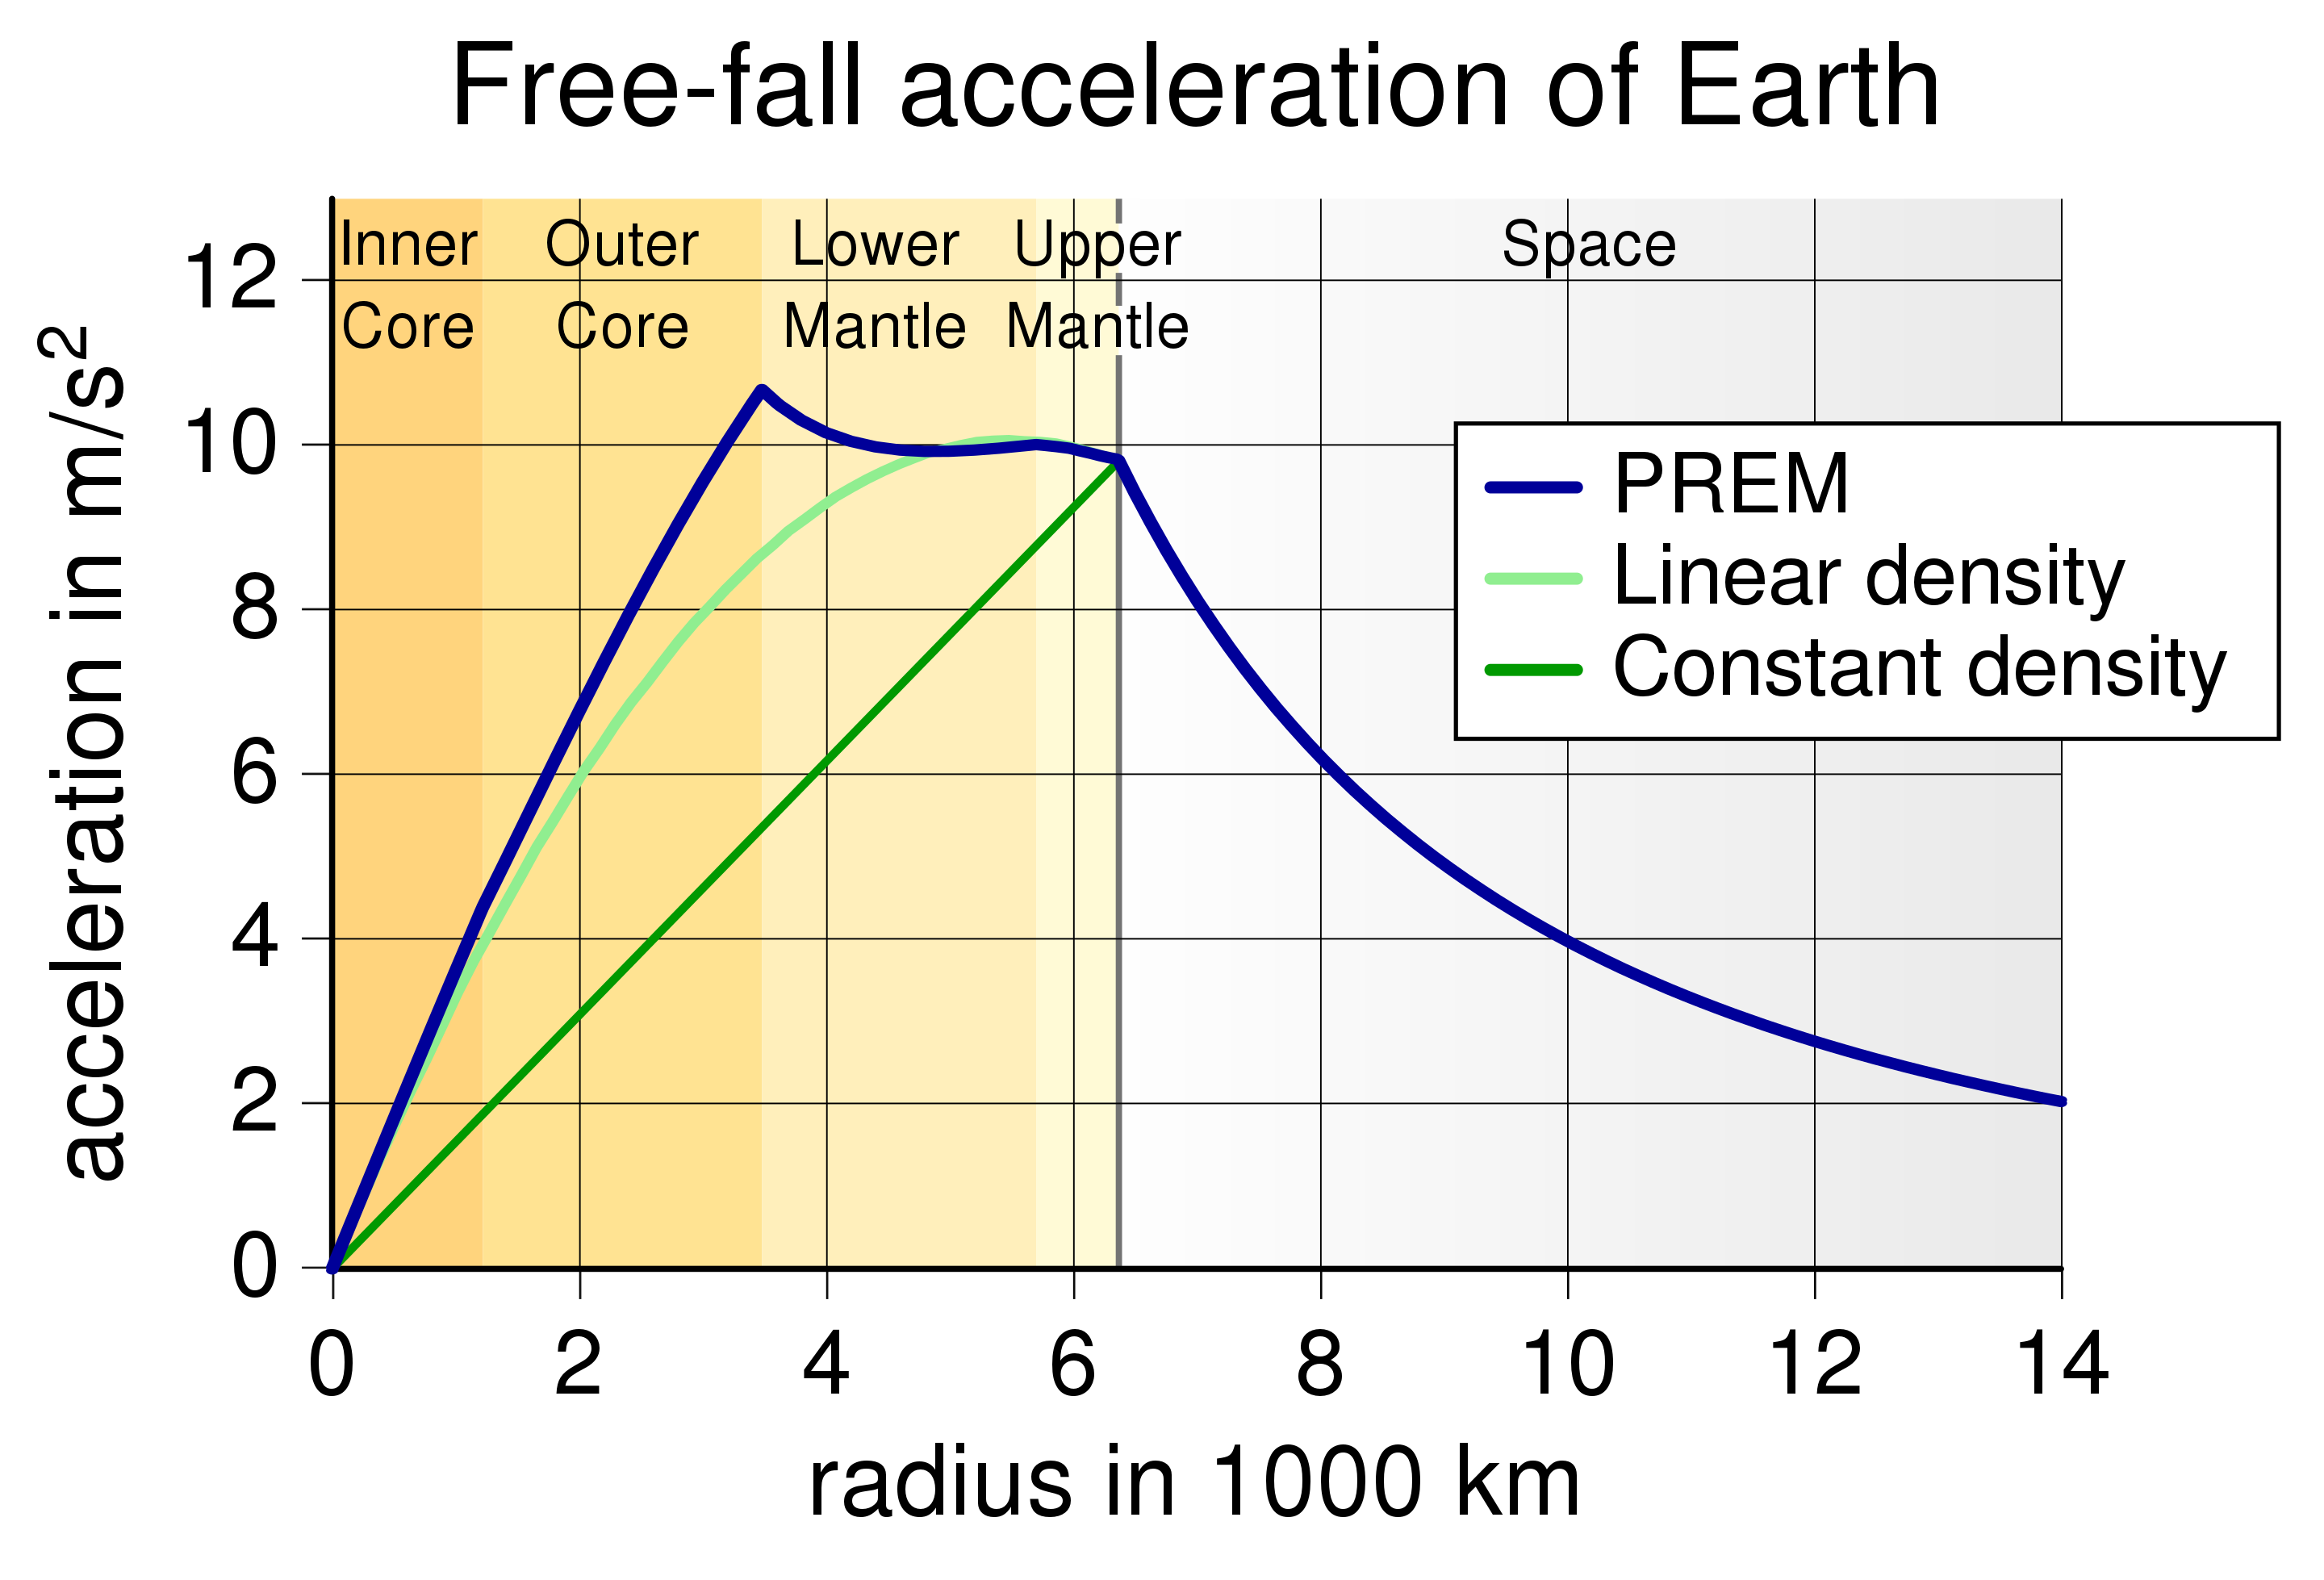 Free-fall acceleration of Earth
Inner Core
Outer Core
Lower Mantle
Upper Mantle
Space
acceleration in m/s²
12
10
8
6
4
2
0
PREM
Linear density
Constant density
0 2 4 6 8 10 12 14
radius in 1000 km